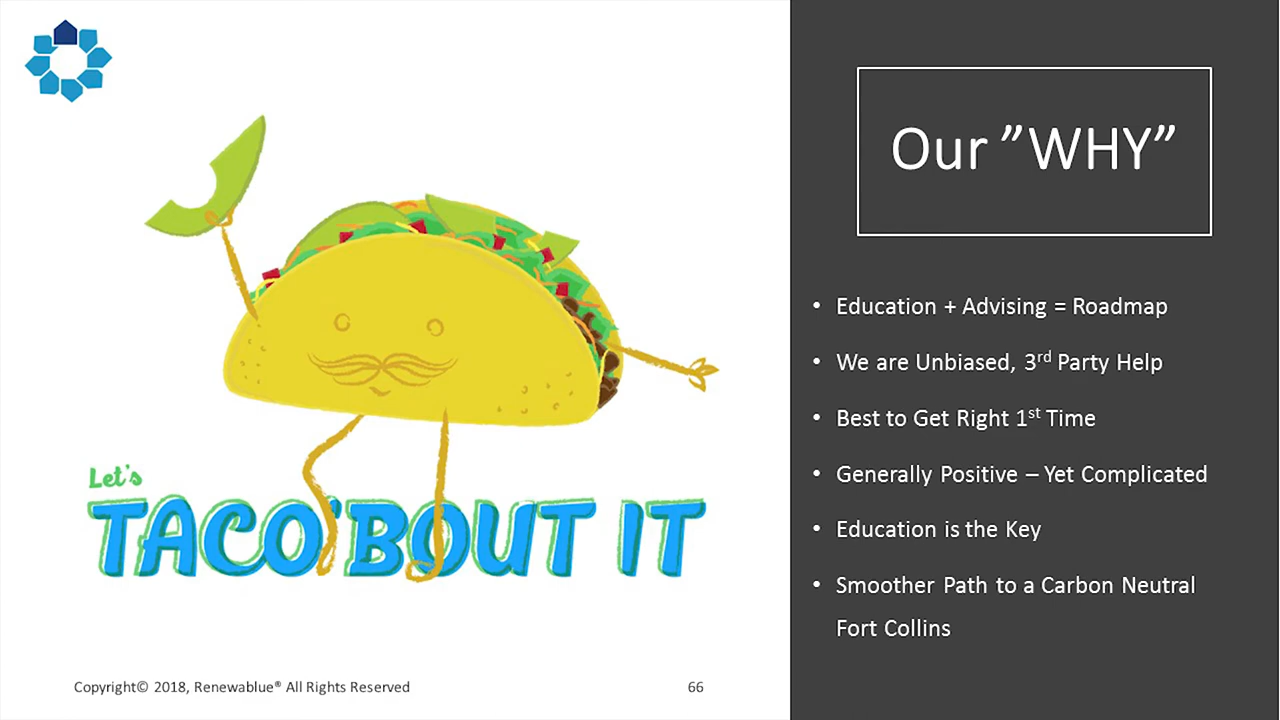 Let's
TACO 'BOUT IT
Copyright© 2018, Renewablue® All Rights Reserved
66
Our ”WHY”
• Education + Advising = Roadmap
• We are Unbiased, 3rd Party Help
• Best to Get Right 1st Time
• Generally Positive – Yet Complicated
• Education is the Key
• Smoother Path to a Carbon Neutral
Fort Collins